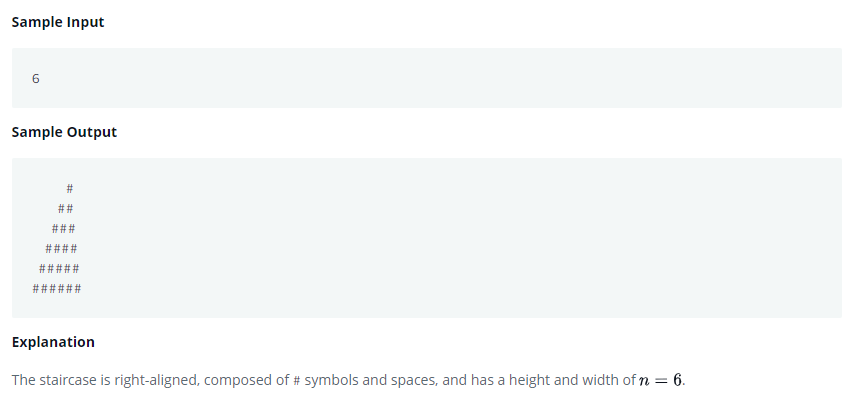 Sample Input
6
Sample Output
     #
    ##
   ###
  ####
 #####
######
Explanation
The staircase is right-aligned, composed of # symbols and spaces, and has a height and width of n = 6.